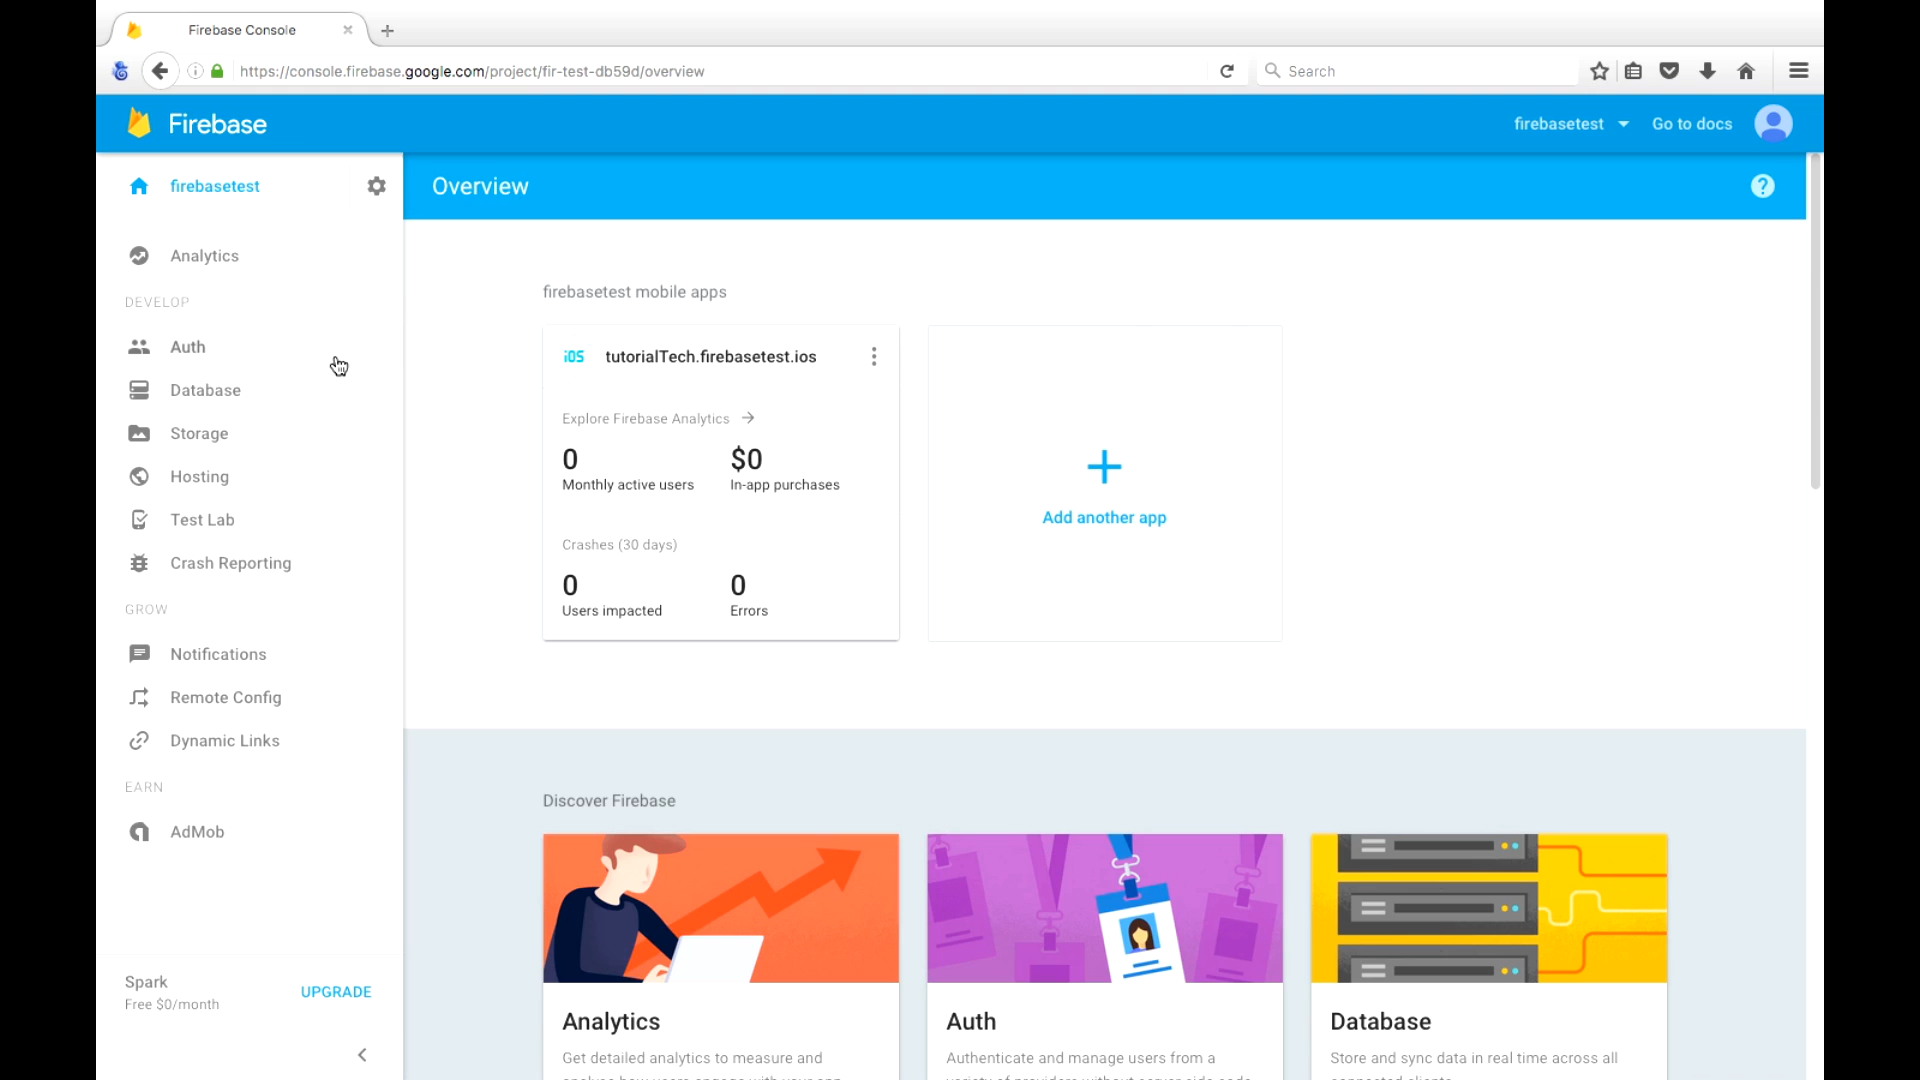 Firebase Console
https://console.firebase.google.com/project/fir-test-db59d/overview
Search
Firebase
firebasetest
Go to docs
firebasetest
Overview
Analytics
DEVELOP
Auth
Database
Storage
Hosting
Test Lab
Crash Reporting
GROW
Notifications
Remote Config
Dynamic Links
EARN
AdMob
Spark
Free $0/month
UPGRADE
firebasetest mobile apps
iOS tutorialTech.firebasetest.ios
Explore Firebase Analytics
0 $0
Monthly active users In-app purchases
Crashes (30 days)
0 0
Users impacted Errors
Add another app
Discover Firebase
Analytics
Get detailed analytics to measure and
Auth
Authenticate and manage users from a
Database
Store and sync data in real time across all